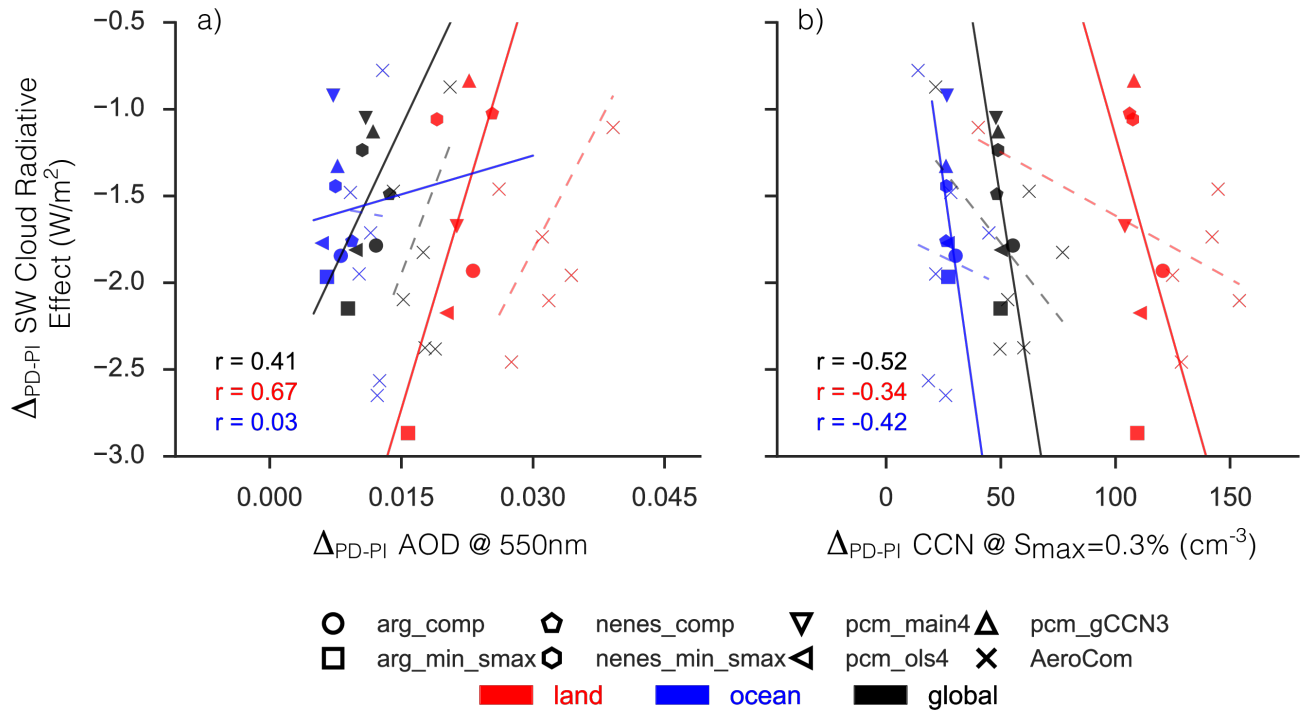 a)
b)
ΔPD-PI SW Cloud Radiative
Effect (W/m²)
−0.5
−1.0
−1.5
−2.0
−2.5
−3.0
r = 0.41
r = 0.67
r = 0.03
r = -0.52
r = -0.34
r = -0.42
0.000 0.015 0.030 0.045
0 50 100 150
ΔPD-PI AOD @ 550nm
ΔPD-PI CCN @ Smax=0.3% (cm⁻³)
arg_comp nenes_comp pcm_main4 pcm_gCCN3
arg_min_smax nenes_min_smax pcm_ols4 AeroCom
land ocean global